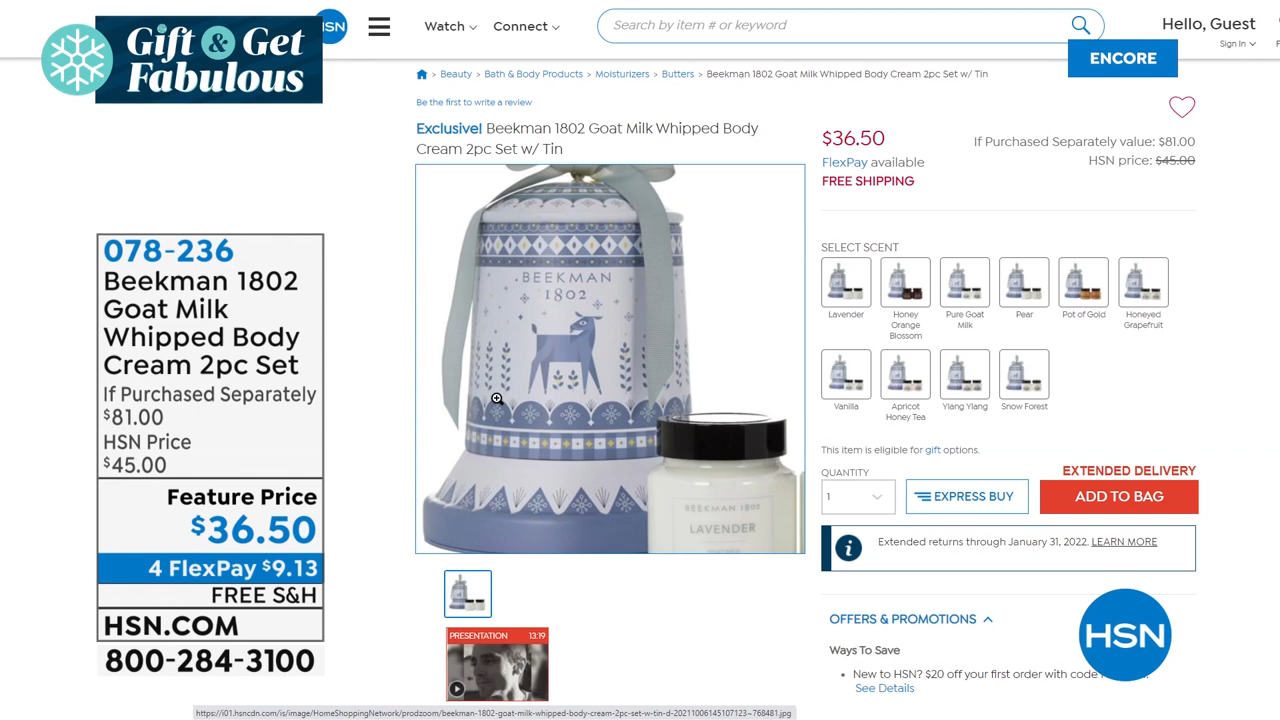 Gift & Get
Fabulous
HSN
Watch
Connect
Search by item # or keyword
Hello, Guest
Sign In
ENCORE
> Beauty > Bath & Body Products > Moisturizers > Butters > Beekman 1802 Goat Milk Whipped Body Cream 2pc Set w/ Tin
Be the first to write a review
Exclusive! Beekman 1802 Goat Milk Whipped Body
Cream 2pc Set w/ Tin
$36.50
If Purchased Separately value: $81.00
FlexPay available
HSN price: $45.00
FREE SHIPPING
078-236
Beekman 1802
Goat Milk
Whipped Body
Cream 2pc Set
If Purchased Separately
$81.00
HSN Price
$45.00
Feature Price
$36.50
4 FlexPay $9.13
FREE S&H
HSN.COM
800-284-3100
BEEKMAN
1802
BEEKMAN 1802
LAVENDER
SELECT SCENT
Lavender
Honey
Orange
Blossom
Pure Goat
Milk
Pear
Pot of Gold
Honeyed
Grapefruit
Vanilla
Apricot
Honey Tea
Ylang Ylang
Snow Forest
This item is eligible for gift options.
QUANTITY
EXTENDED DELIVERY
1
EXPRESS BUY
ADD TO BAG
Extended returns through January 31, 2022. LEARN MORE
OFFERS & PROMOTIONS
Ways To Save
• New to HSN? $20 off your first order with code
See Details
HSN
PRESENTATION 13:19
https://i01.hsncdn.com/is/image/HomeShoppingNetwork/prodzoom/beekman-1802-goat-milk-whipped-body-cream-2pc-set-w-tin-d-20211006145107123~768481.jpg